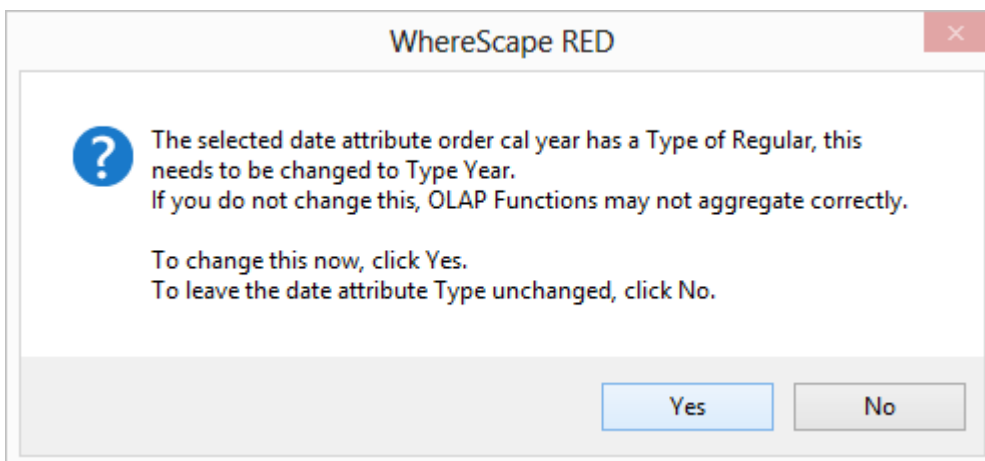 WhereScape RED
The selected date attribute order cal year has a Type of Regular, this
needs to be changed to Type Year.
If you do not change this, OLAP Functions may not aggregate correctly.
To change this now, click Yes.
To leave the date attribute Type unchanged, click No.
Yes
No